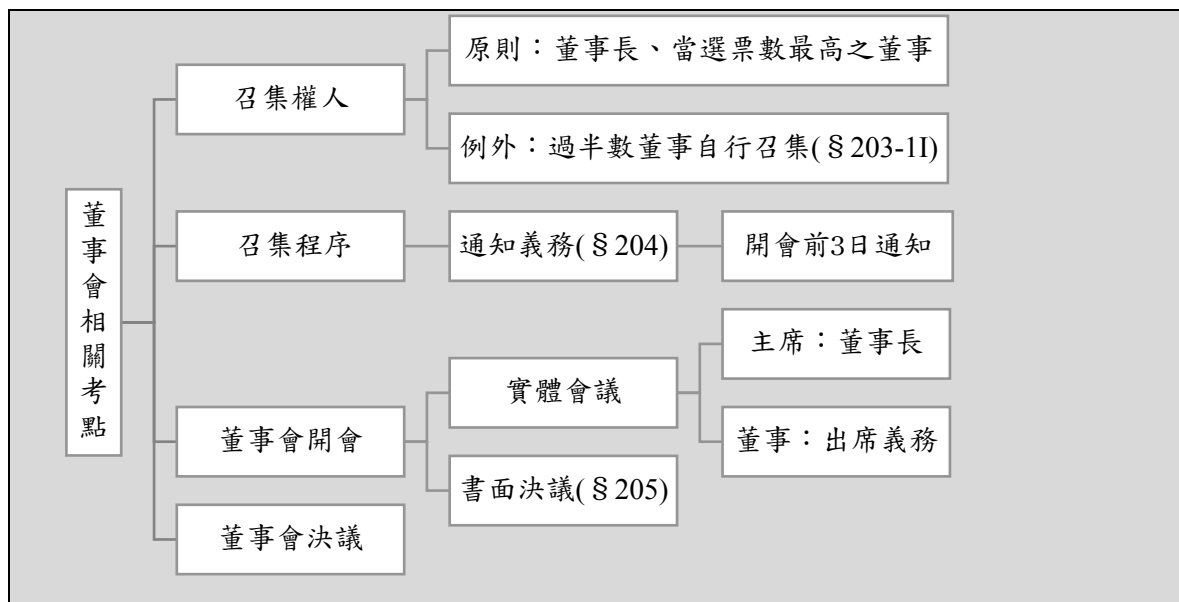 董事會相關考點
召集權人
原則：董事長、當選票數最高之董事
例外：過半數董事自行召集(§203-1I)
召集程序
通知義務(§204)
開會前3日通知
董事會開會
實體會議
主席：董事長
董事：出席義務
書面決議(§205)
董事會決議